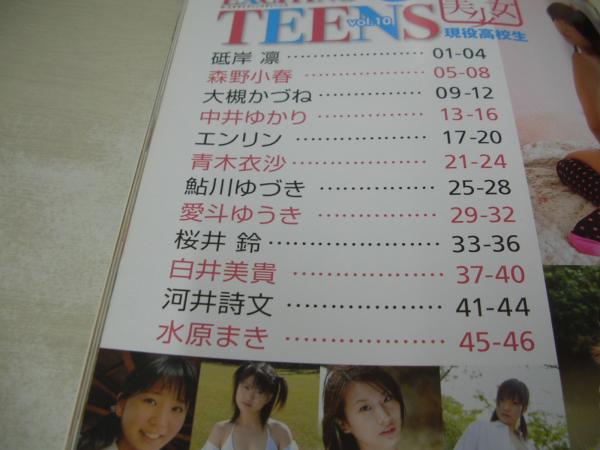 TEENS vol.10 美少女
現役高校生
砥岸 凛 …………………… 01-04
森野小春 …………………… 05-08
大槻かづね ……………… 09-12
中井ゆかり ……………… 13-16
エンリン ………………… 17-20
青木衣沙 ………………… 21-24
鮎川ゆづき ……………… 25-28
愛斗ゆうき ……………… 29-32
桜井 鈴 …………………… 33-36
白井美貴 ………………… 37-40
河井詩文 ………………… 41-44
水原まき ………………… 45-46